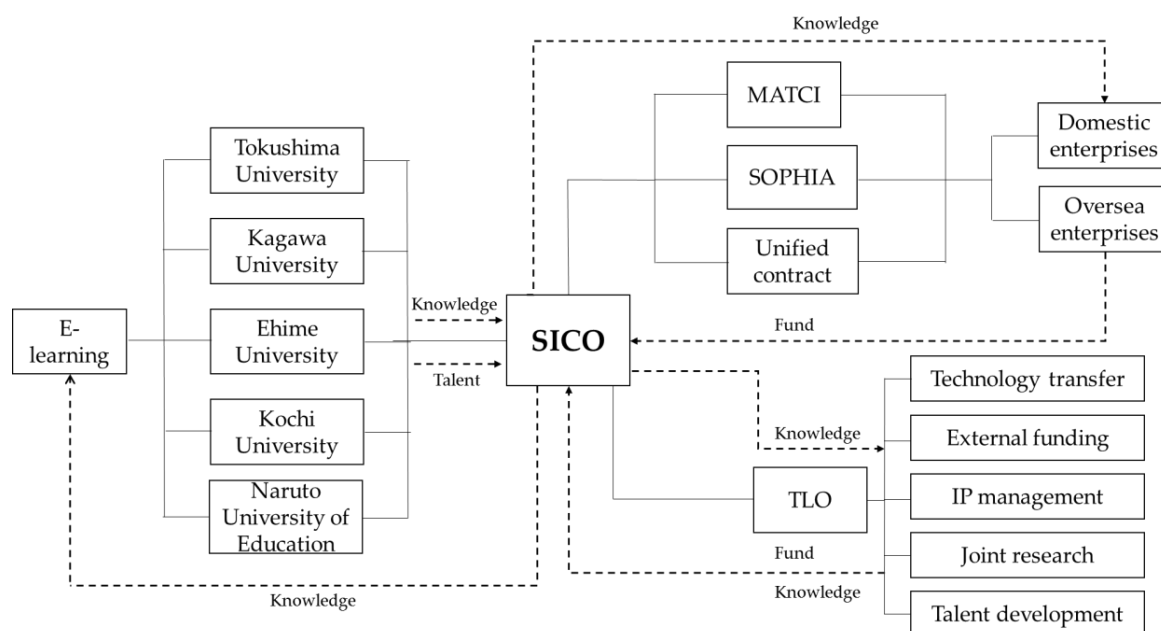 Knowledge
MATCI
Domestic
enterprises
Tokushima
University
SOPHIA
Oversea
enterprises
Kagawa
University
Unified
contract
Knowledge
E-
learning
Ehime
University
SICO
Fund
Talent
Technology transfer
Kochi
University
Knowledge
External funding
Naruto
University of
Education
TLO
IP management
Fund
Joint research
Knowledge
Knowledge
Talent development